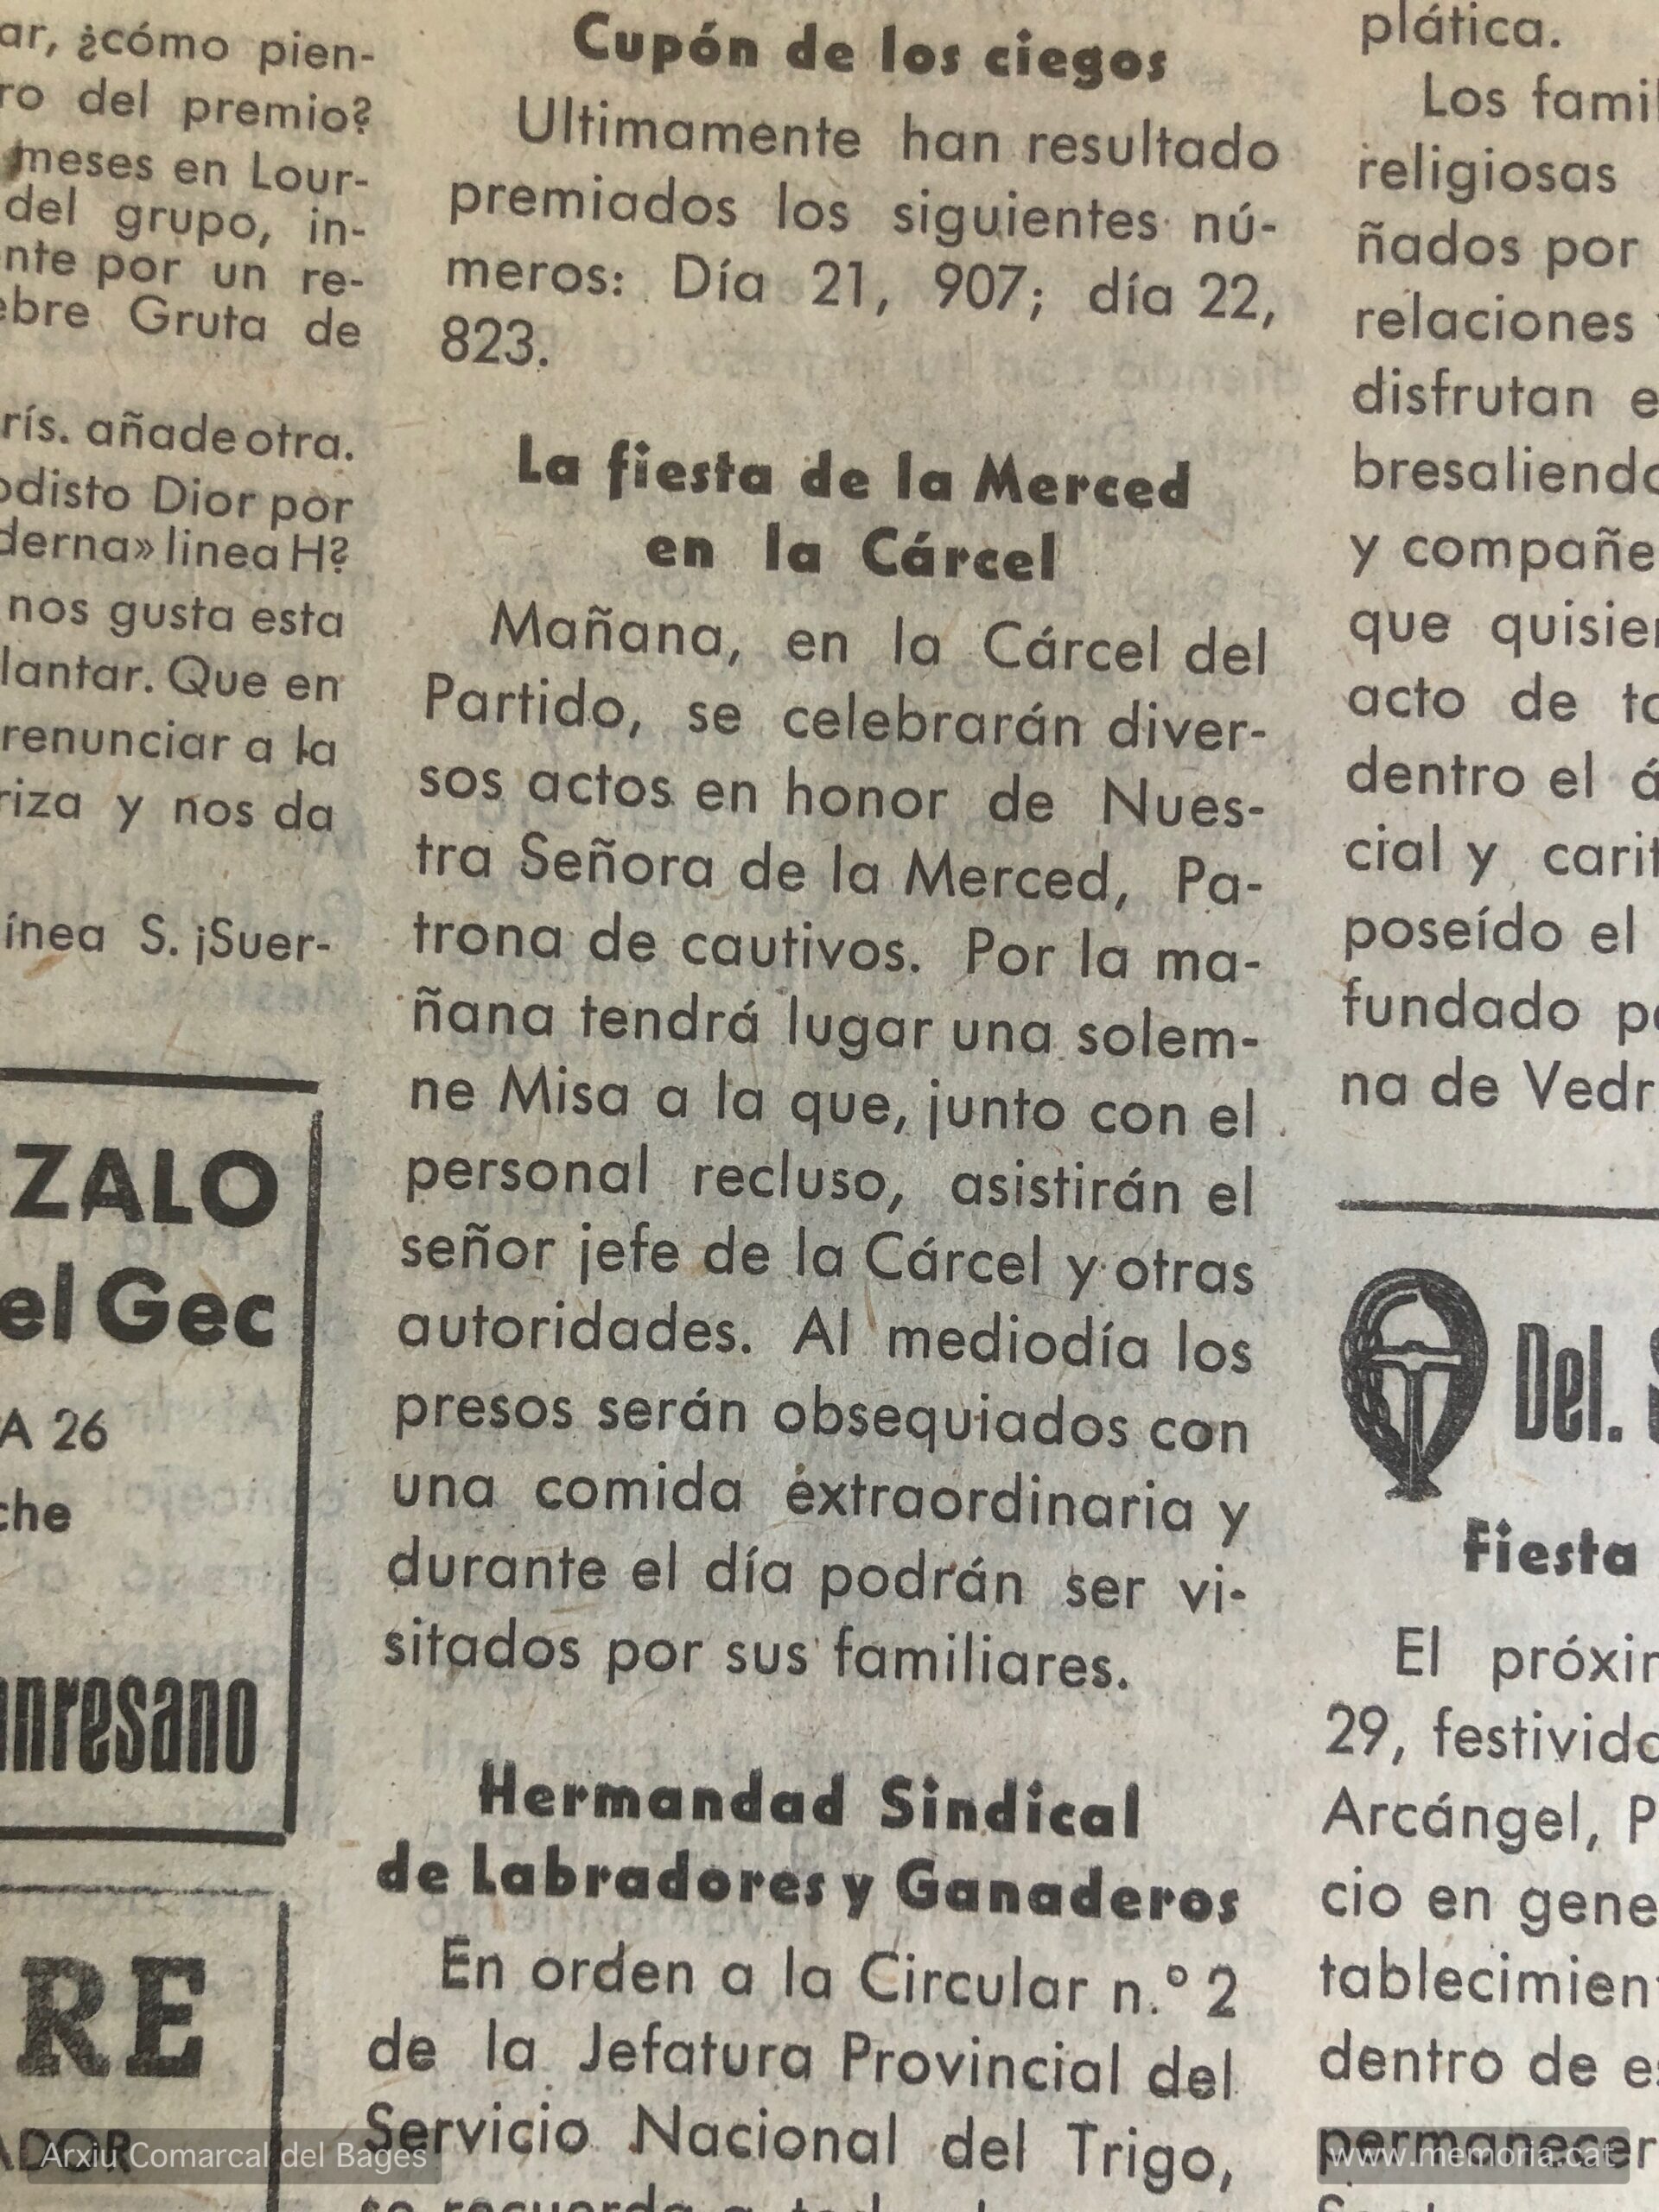 ar, ¿cómo pien-
ro del premio?
meses en Lour-
del grupo, in-
nte por un re-
ebre Gruta de
rís. añade otra.
odisto Dior por
derna» linea H?
nos gusta esta
lantar. Que en
renunciar a la
riza y nos da
ínea S. ¡Suer-
ZALO
el Gec
A 26
che
nresano
RE
ADOR
Cupón de los ciegos
Ultimamente han resultado
premiados los siguientes nú-
meros: Día 21, 907; día 22,
823.
La fiesta de la Merced
en la Cárcel
Mañana, en la Cárcel del
Partido, se celebrarán diver-
sos actos en honor de Nues-
tra Señora de la Merced, Pa-
trona de cautivos. Por la ma-
ñana tendrá lugar una solem-
ne Misa a la que, junto con el
personal recluso, asistirán el
señor jefe de la Cárcel y otras
autoridades. Al mediodía los
presos serán obsequiados con
una comida extraordinaria y
durante el día podrán ser vi-
sitados por sus familiares.
Hermandad Sindical
de Labradores y Ganaderos
En orden a la Circular n.º 2
de la Jefatura Provincial del
Servicio Nacional del Trigo,
plática.
Los famil
religiosas
ñados por
relaciones
disfrutan e
bresaliendo
y compañe
que quisier
acto de to
dentro el á
cial y carit
poseído el
fundado po
na de Vedr
Del. S
Fiesta
El próxim
29, festivida
Arcángel, P
cio en gene
tablecimient
dentro de es
permanecer
Arxiu Comarcal del Bages
www.memoria.cat